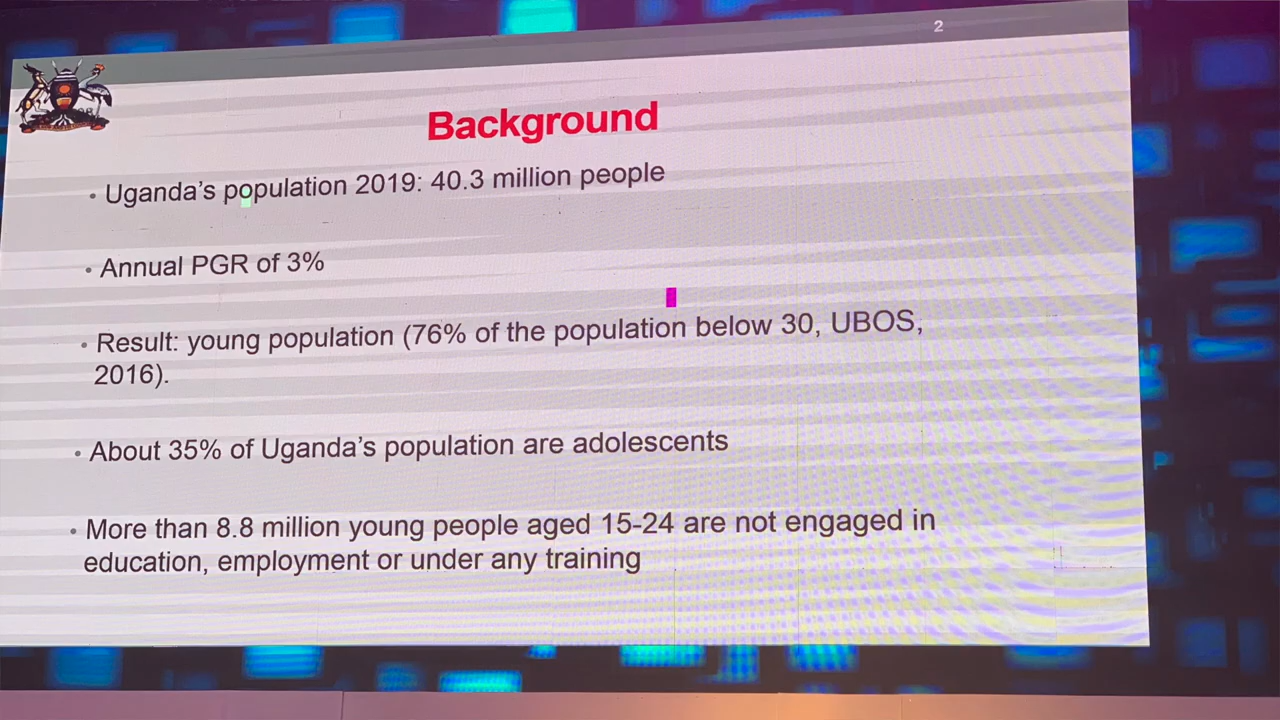 2
Background
• Uganda's population 2019: 40.3 million people
• Annual PGR of 3%
• Result: young population (76% of the population below 30, UBOS,
2016).
• About 35% of Uganda's population are adolescents
• More than 8.8 million young people aged 15-24 are not engaged in
education, employment or under any training